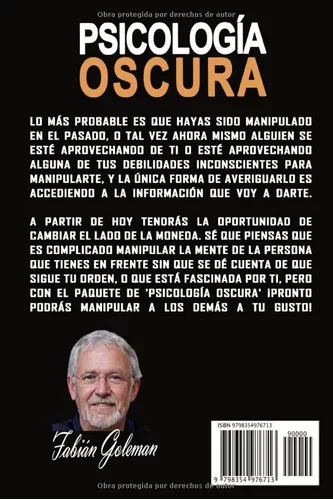 Obra protegida por derechos de autor
PSICOLOGÍA
OSCURA
LO MÁS PROBABLE ES QUE HAYAS SIDO MANIPULADO
EN EL PASADO, O TAL VEZ AHORA MISMO ALGUIEN SE
ESTÉ APROVECHANDO DE TI O ESTÉ APROVECHANDO
ALGUNA DE TUS DEBILIDADES INCONSCIENTES PARA
MANIPULARTE, Y LA ÚNICA FORMA DE AVERIGUARLO ES
ACCEDIENDO A LA INFORMACIÓN QUE VOY A DARTE.
A PARTIR DE HOY TENDRÁS LA OPORTUNIDAD DE
CAMBIAR EL LADO DE LA MONEDA. SÉ QUE PIENSAS QUE
ES COMPLICADO MANIPULAR LA MENTE DE LA PERSONA
QUE TIENES EN FRENTE SIN QUE SE DÉ CUENTA DE QUE
SIGUE TU ORDEN, O QUE ESTÁ FASCINADA POR TI, PERO
CON EL PAQUETE DE 'PSICOLOGÍA OSCURA' ¡PRONTO
PODRÁS MANIPULAR A LOS DEMÁS A TU GUSTO!
Fabián Goleman
ISBN 9798354976713
90000
9 798354 976713
Obra protegida por derechos de autor